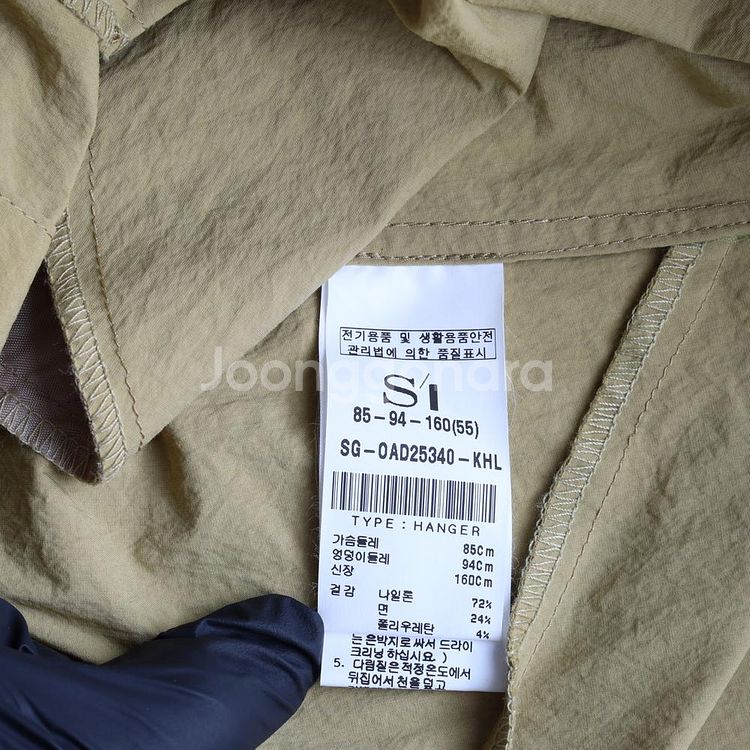 전기용품 및 생활용품안전
관리법에 의한 품질표시
Joonggonara
S/I
85-94-160(55)
SG-OAD25340-KHL
TYPE : HANGER
가슴둘레 85Cm
엉덩이둘레 94Cm
신장 160Cm
겉감 나일론 72%
면 24%
폴리우레탄 4%
는 은박지로 싸서 드라이
크리닝 하십시요. )
5. 다림질은 적정온도에서
뒤집어서 천을 덮고